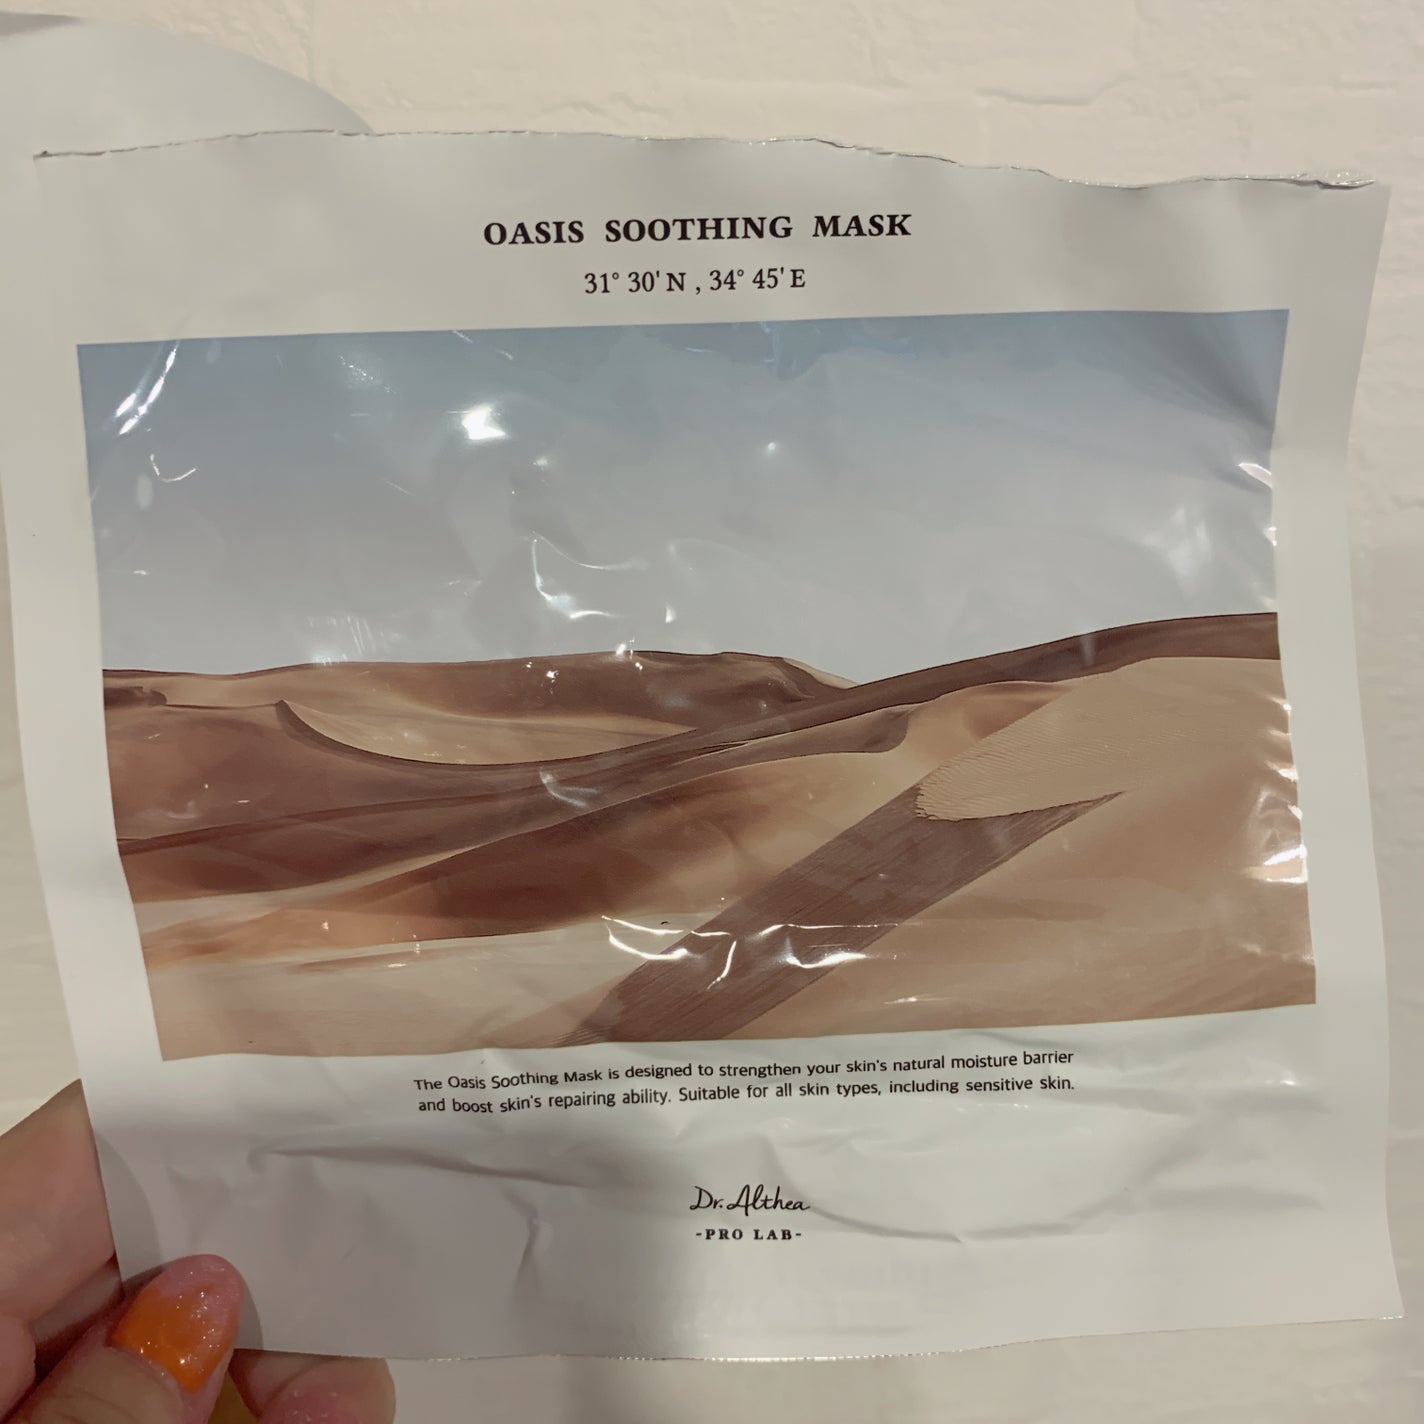 OASIS SOOTHING MASK
31° 30' N , 34° 45' E
The Oasis Soothing Mask is designed to strengthen your skin's natural moisture barrier
and boost skin's repairing ability. Suitable for all skin types, including sensitive skin.
Dr. Althea
-PRO LAB-